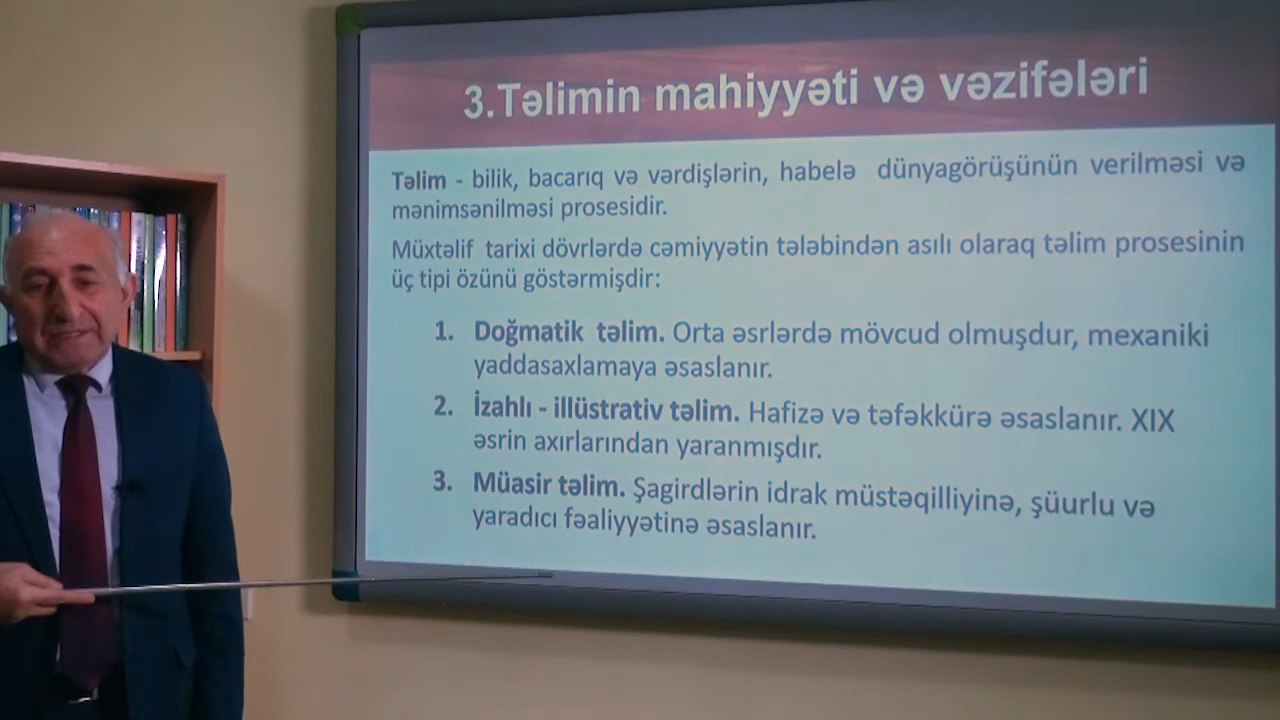 3.Təlimin mahiyyəti və vəzifələri
Təlim - bilik, bacarıq və vərdişlərin, habelə dünyagörüşünün verilməsi və
mənimsənilməsi prosesidir.
Müxtəlif tarixi dövrlərdə cəmiyyətin tələbindən asılı olaraq təlim prosesinin
üç tipi özünü göstərmişdir:
1. Doğmatik təlim. Orta əsrlərdə mövcud olmuşdur, mexaniki
yaddasaxlamaya əsaslanır.
2. İzahlı - illüstrativ təlim. Hafizə və təfəkkürə əsaslanır. XIX
əsrin axırlarından yaranmışdır.
3. Müasir təlim. Şagirdlərin idrak müstəqilliyinə, şüurlu və
yaradıcı fəaliyyətinə əsaslanır.